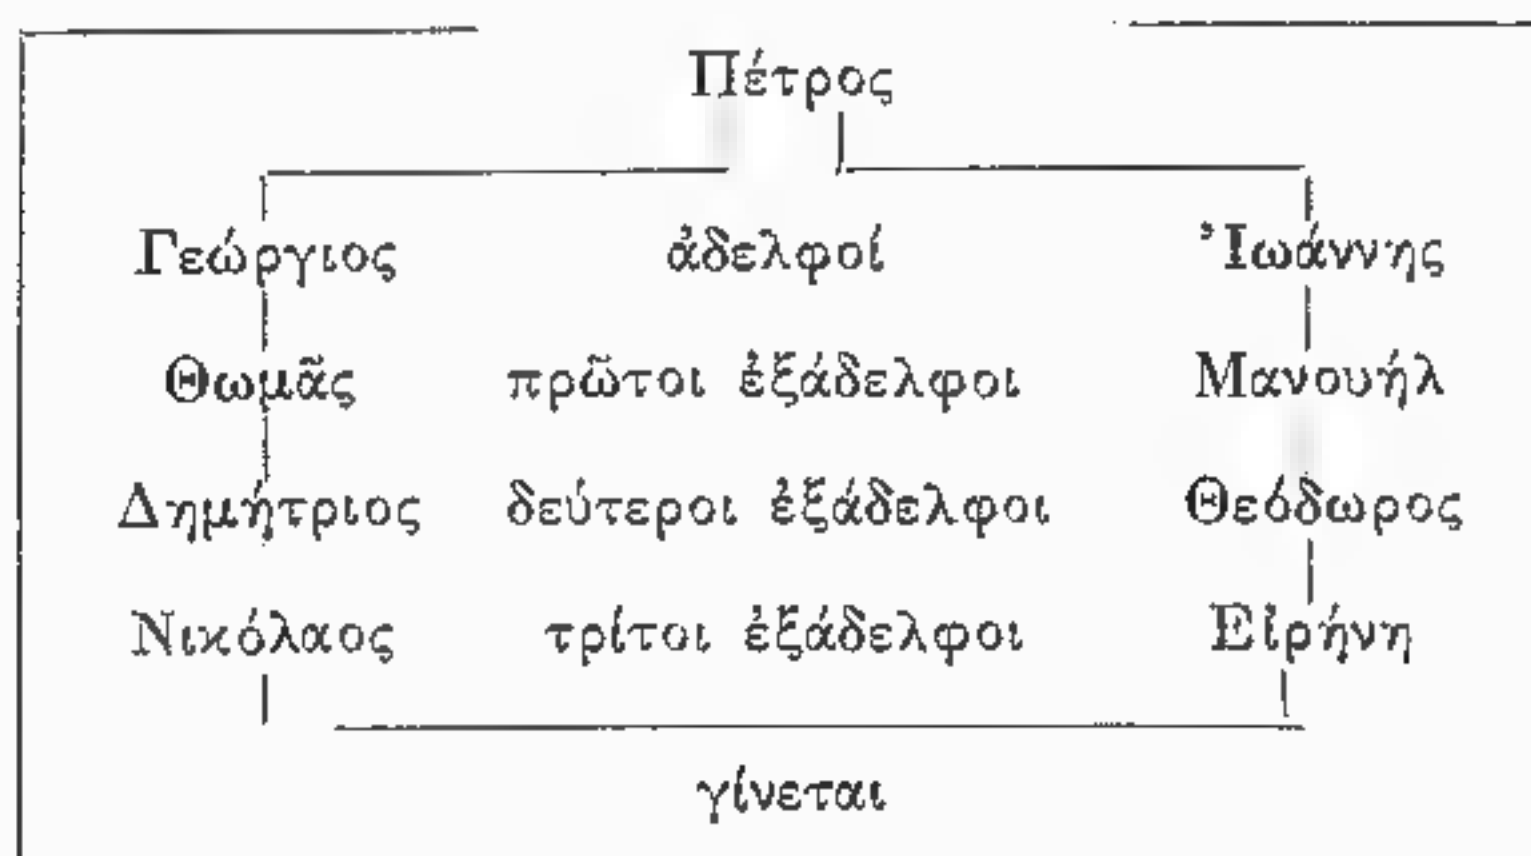 Πέτρος
Γεώργιος ἀδελφοί Ἰωάννης
Θωμᾶς πρῶτοι ἐξάδελφοι Μανουήλ
Δημήτριος δεύτεροι ἐξάδελφοι Θεόδωρος
Νικόλαος τρίτοι ἐξάδελφοι Εἰρήνη
γίνεται